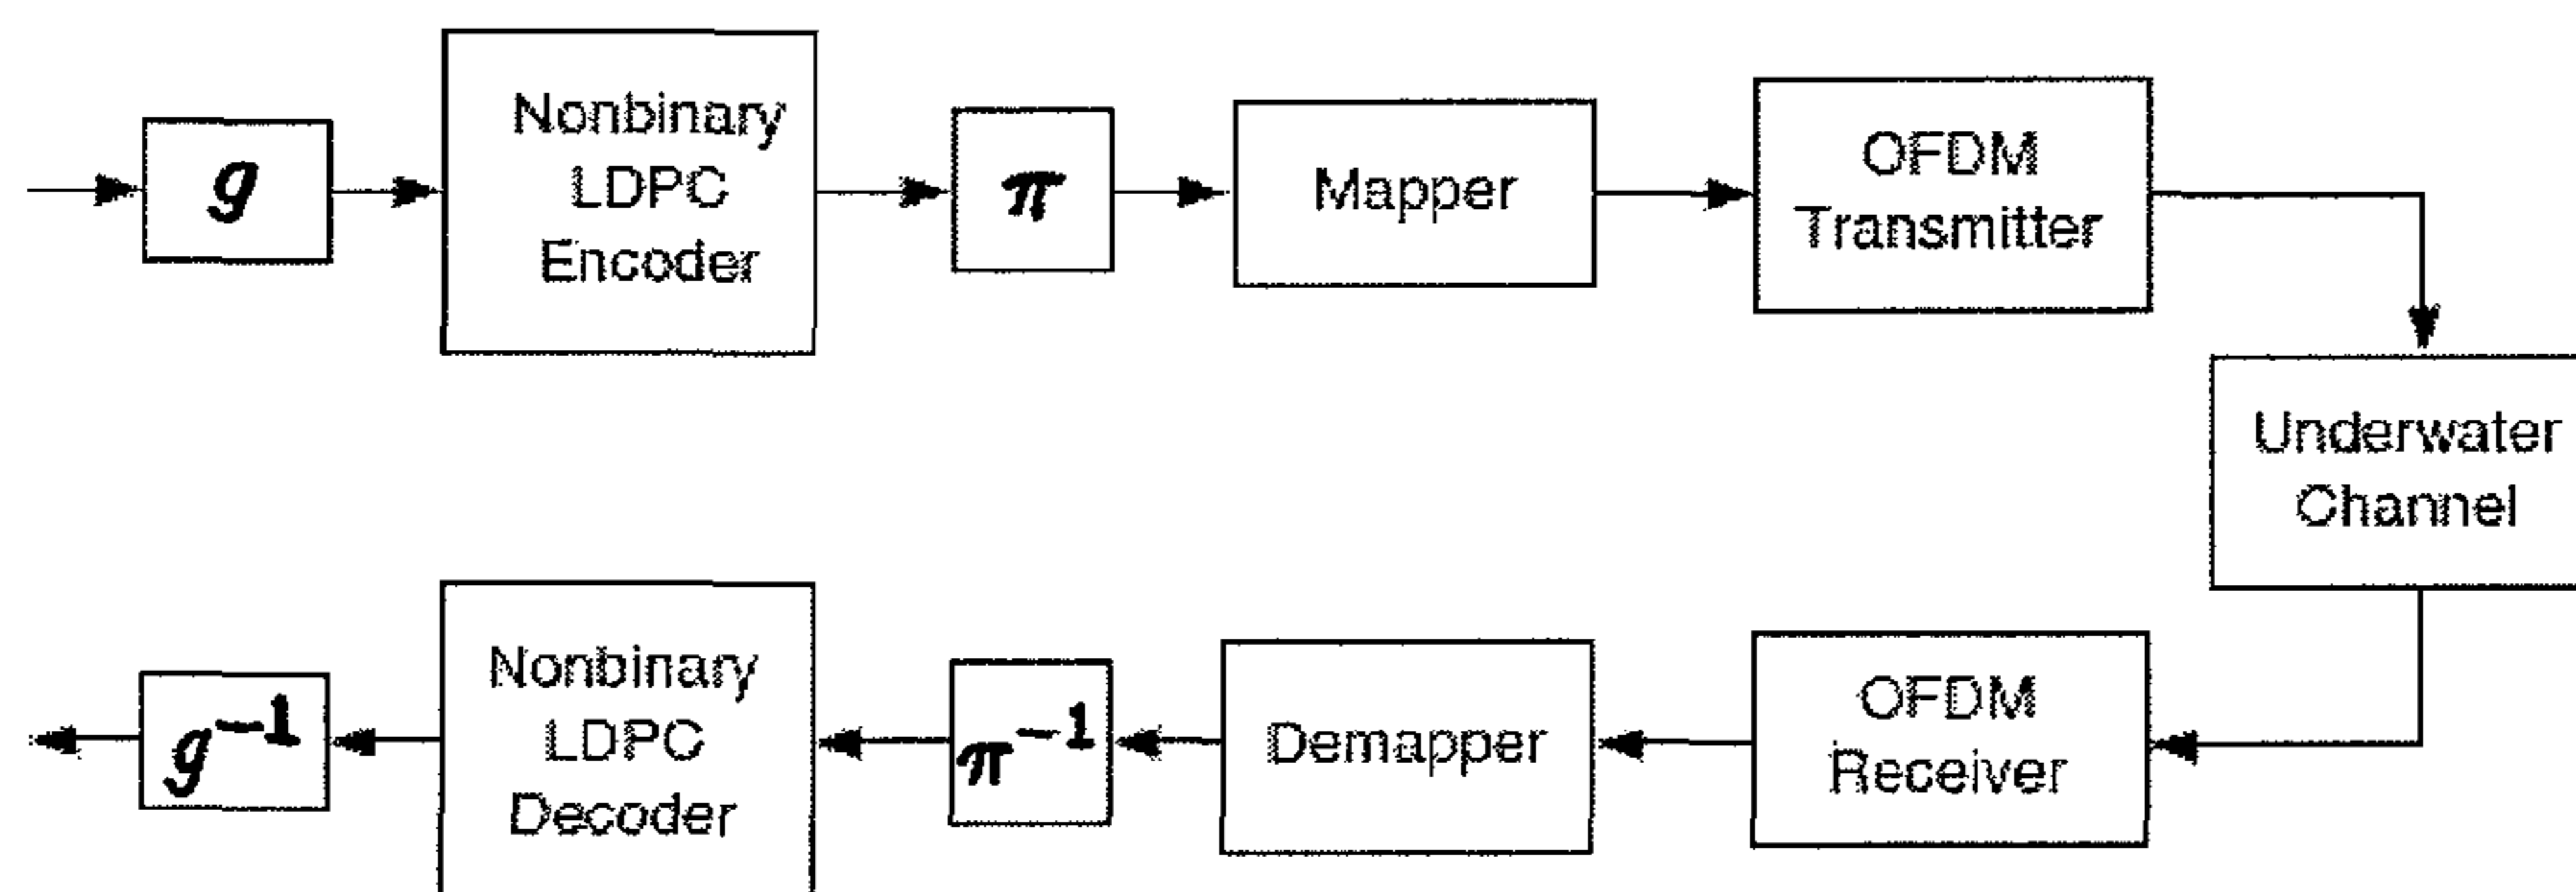 g
Nonbinary
LDPC
Encoder
π
Mapper
OFDM
Transmitter
Underwater
Channel
OFDM
Receiver
Demapper
π⁻¹
Nonbinary
LDPC
Decoder
g⁻¹